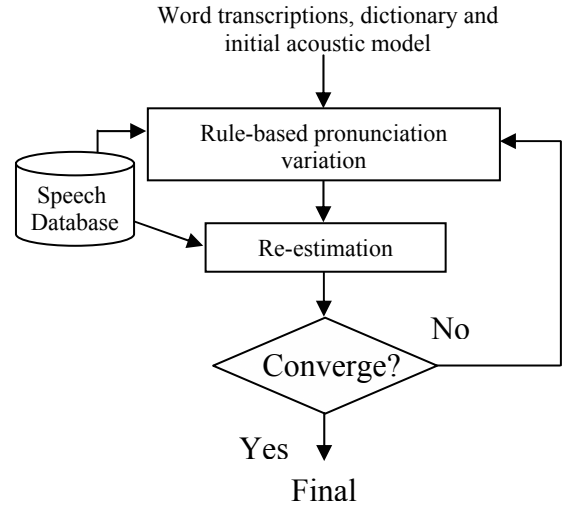 Word transcriptions, dictionary and
initial acoustic model
Rule-based pronunciation
variation
Speech
Database
Re-estimation
No
Converge?
Yes
Final